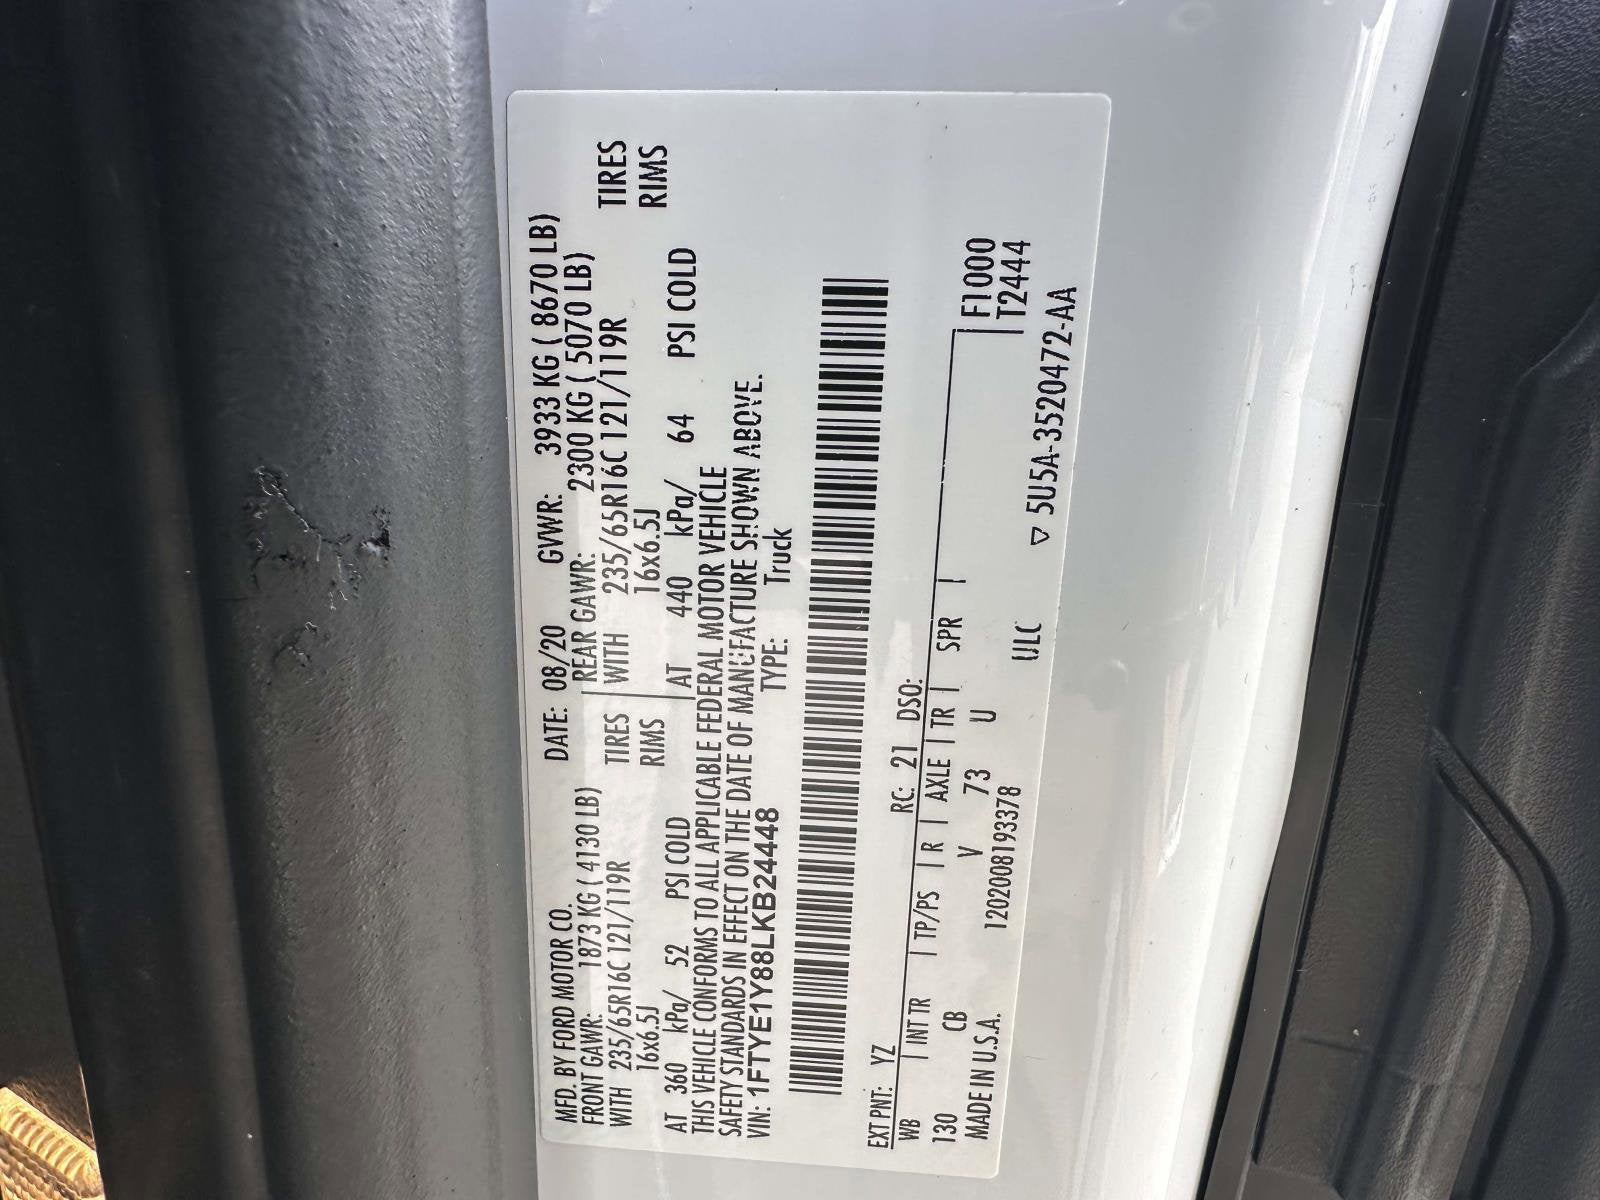 MFD. BY FORD MOTOR CO. DATE: 08/20 GVWR: 3933 KG ( 8670 LB)
FRONT GAWR: 1873 KG ( 4130 LB) REAR GAWR: 2300 KG ( 5070 LB)
WITH 235/65R16C 121/119R TIRES WITH 235/65R16C 121/119R TIRES
16x6.5J RIMS 16x6.5J RIMS
AT 360 kPa/ 52 PSI COLD AT 440 kPa/ 64 PSI COLD
THIS VEHICLE CONFORMS TO ALL APPLICABLE FEDERAL MOTOR VEHICLE
SAFETY STANDARDS IN EFFECT ON THE DATE OF MANUFACTURE SHOWN ABOVE.
VIN: 1FTYE1Y88LKB24448 TYPE: Truck
EXT PNT: YZ RC: 21 DSO:
WB INT TR TP/PS R AXLE TR SPR F1000
130 CB V 73 U T2444
MADE IN U.S.A. 1202008193378 ULC 5U5A-3520472-AA